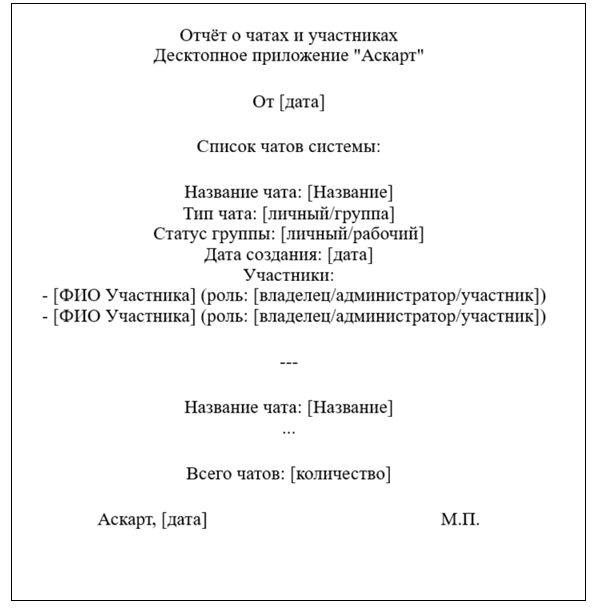 Отчёт о чатах и участниках
Десктопное приложение "Аскарт"
От [дата]
Список чатов системы:
Название чата: [Название]
Тип чата: [личный/группа]
Статус группы: [личный/рабочий]
Дата создания: [дата]
Участники:
- [ФИО Участника] (роль: [владелец/администратор/участник])
- [ФИО Участника] (роль: [владелец/администратор/участник])
---
Название чата: [Название]
...
Всего чатов: [количество]
Аскарт, [дата] М.П.